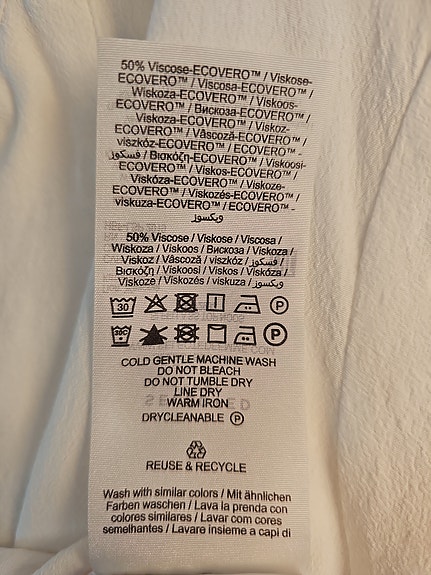 50% Viscose-ECOVERO™ / Viskose-
ECOVERO™ / Viscosa-ECOVERO™ /
Wiskoza-ECOVERO™ / Viskoos-
ECOVERO™ / Вискоза-ECOVERO™ /
Viskoza-ECOVERO™ / Viskoz-
ECOVERO™ / Vâscoză-ECOVERO™ /
viszkóz-ECOVERO™ / ECOVERO™ -
فسكوز / Βισκόζη-ECOVERO™ / Viskoosi-
ECOVERO™ / Viskos-ECOVERO™ /
Viskóza-ECOVERO™ / Viskoze-
ECOVERO™ / Viskozės-ECOVERO™ /
viskuza-ECOVERO™ / ECOVERO™ -
ویکسوز
50% Viscose / Viskose / Viscosa /
Wiskoza / Viskoos / Вискоза / Viskoza /
Viskoz / Vâscoză / viszkóz / فسكوز /
Βισκόζη / Viskoosi / Viskos / Viskóza /
Viskoze / Viskozės / viskuza / ویکسوز
30 P
30C P
COLD GENTLE MACHINE WASH
DO NOT BLEACH
DO NOT TUMBLE DRY
LINE DRY
WARM IRON
DRYCLEANABLE P
REUSE & RECYCLE
Wash with similar colors / Mit ähnlichen
Farben waschen / Lava la prenda con
colores similares / Lavar com cores
semelhantes / Lavare insieme a capi di